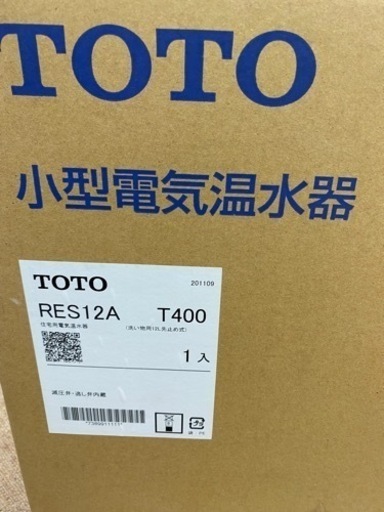 TOTO
小型電気温水器
TOTO
201109
RES12A T400
住宅用電気温水器 (洗い物用12L先止め式)
1入
減圧弁・逃し弁内蔵